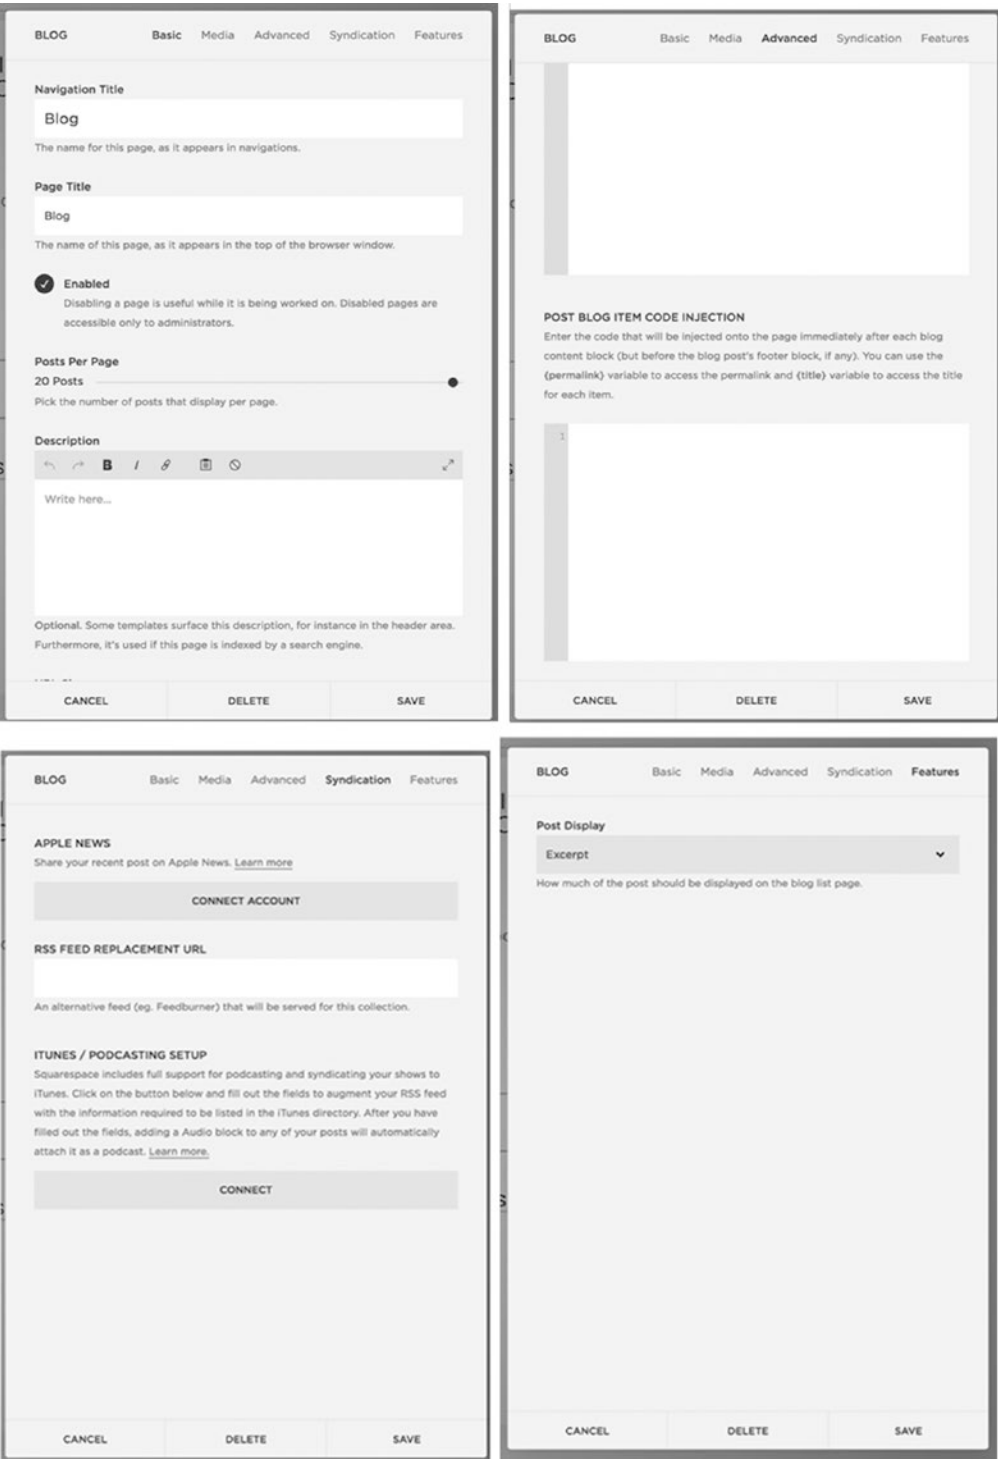 BLOG Basic Media Advanced Syndication Features
Navigation Title
Blog
The name for this page, as it appears in navigations.
Page Title
Blog
The name of this page, as it appears in the top of the browser window.
Enabled
Disabling a page is useful while it is being worked on. Disabled pages are
accessible only to administrators.
Posts Per Page
20 Posts
Pick the number of posts that display per page.
Description
B I
Write here...
Optional. Some templates surface this description, for instance in the header area.
Furthermore, it's used if this page is indexed by a search engine.
CANCEL DELETE SAVE
BLOG Basic Media Advanced Syndication Features
POST BLOG ITEM CODE INJECTION
Enter the code that will be injected onto the page immediately after each blog
content block (but before the blog post's footer block, if any). You can use the
{permalink} variable to access the permalink and {title} variable to access the title
for each item.
1
CANCEL DELETE SAVE
BLOG Basic Media Advanced Syndication Features
APPLE NEWS
Share your recent post on Apple News. Learn more
CONNECT ACCOUNT
RSS FEED REPLACEMENT URL
An alternative feed (eg. Feedburner) that will be served for this collection.
ITUNES / PODCASTING SETUP
Squarespace includes full support for podcasting and syndicating your shows to
iTunes. Click on the button below and fill out the fields to augment your RSS feed
with the information required to be listed in the iTunes directory. After you have
filled out the fields, adding a Audio block to any of your posts will automatically
attach it as a podcast. Learn more.
CONNECT
CANCEL DELETE SAVE
BLOG Basic Media Advanced Syndication Features
Post Display
Excerpt
How much of the post should be displayed on the blog list page.
CANCEL DELETE SAVE